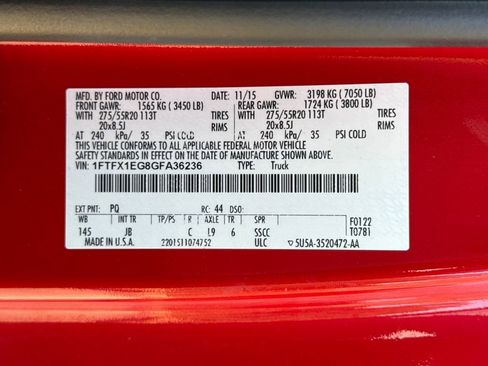 MFD. BY FORD MOTOR CO. 11/15 GVWR: 3198 KG ( 7050 LB)
FRONT GAWR: 1565 KG ( 3450 LB) REAR GAWR: 1724 KG ( 3800 LB)
WITH 275/55R20 113T TIRES WITH 275/55R20 113T TIRES
20x8.5J RIMS 20x8.5J RIMS
AT 240 kPa/ 35 PSI COLD AT 240 kPa/ 35 PSI COLD
THIS VEHICLE CONFORMS TO ALL APPLICABLE FEDERAL MOTOR VEHICLE
SAFETY STANDARDS IN EFFECT ON THE DATE OF MANUFACTURE SHOWN ABOVE.
VIN: 1FTFX1EG8GFA36236 TYPE: Truck
EXT PNT: PQ RC: 44 DSO:
WB INT TR TP/PS R AXLE TR SPR F0122
145 JB C L9 6 SSCC T0781
MADE IN U.S.A. 2201511074752 ULC 5U5A-3520472-AA